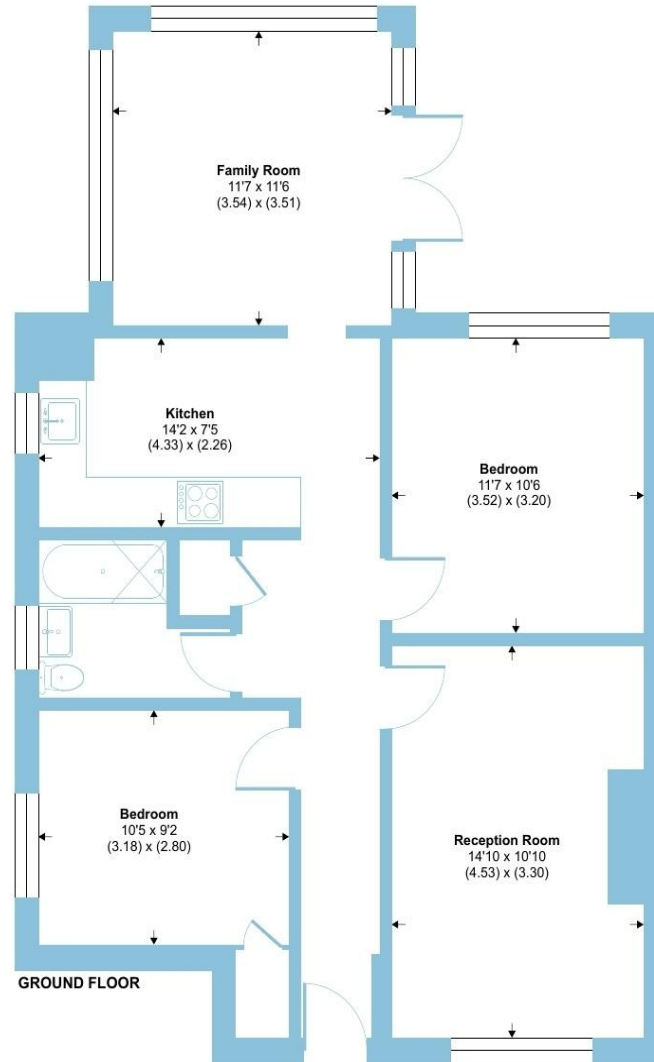 Family Room
11'7 x 11'6
(3.54) x (3.51)
Kitchen
14'2 x 7'5
(4.33) x (2.26)
Bedroom
11'7 x 10'6
(3.52) x (3.20)
Bedroom
10'5 x 9'2
(3.18) x (2.80)
Reception Room
14'10 x 10'10
(4.53) x (3.30)
GROUND FLOOR